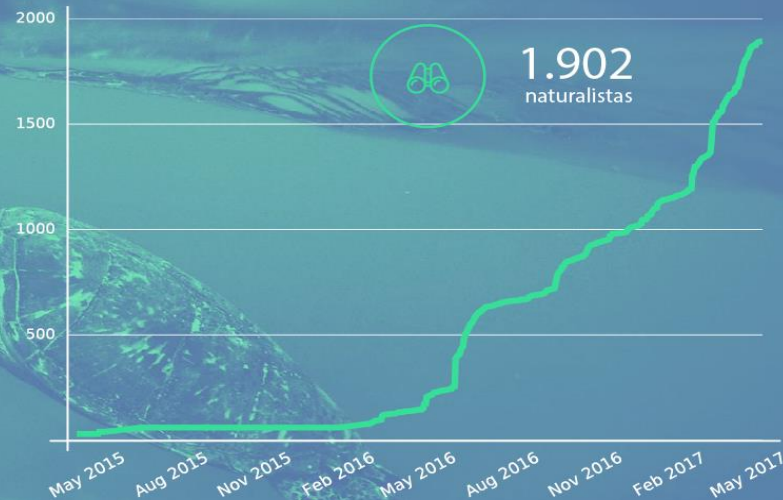 2000
1.902
naturalistas
1500
1000
500
May 2015
Aug 2015
Nov 2015
Feb 2016
May 2016
Aug 2016
Nov 2016
Feb 2017
May 2017